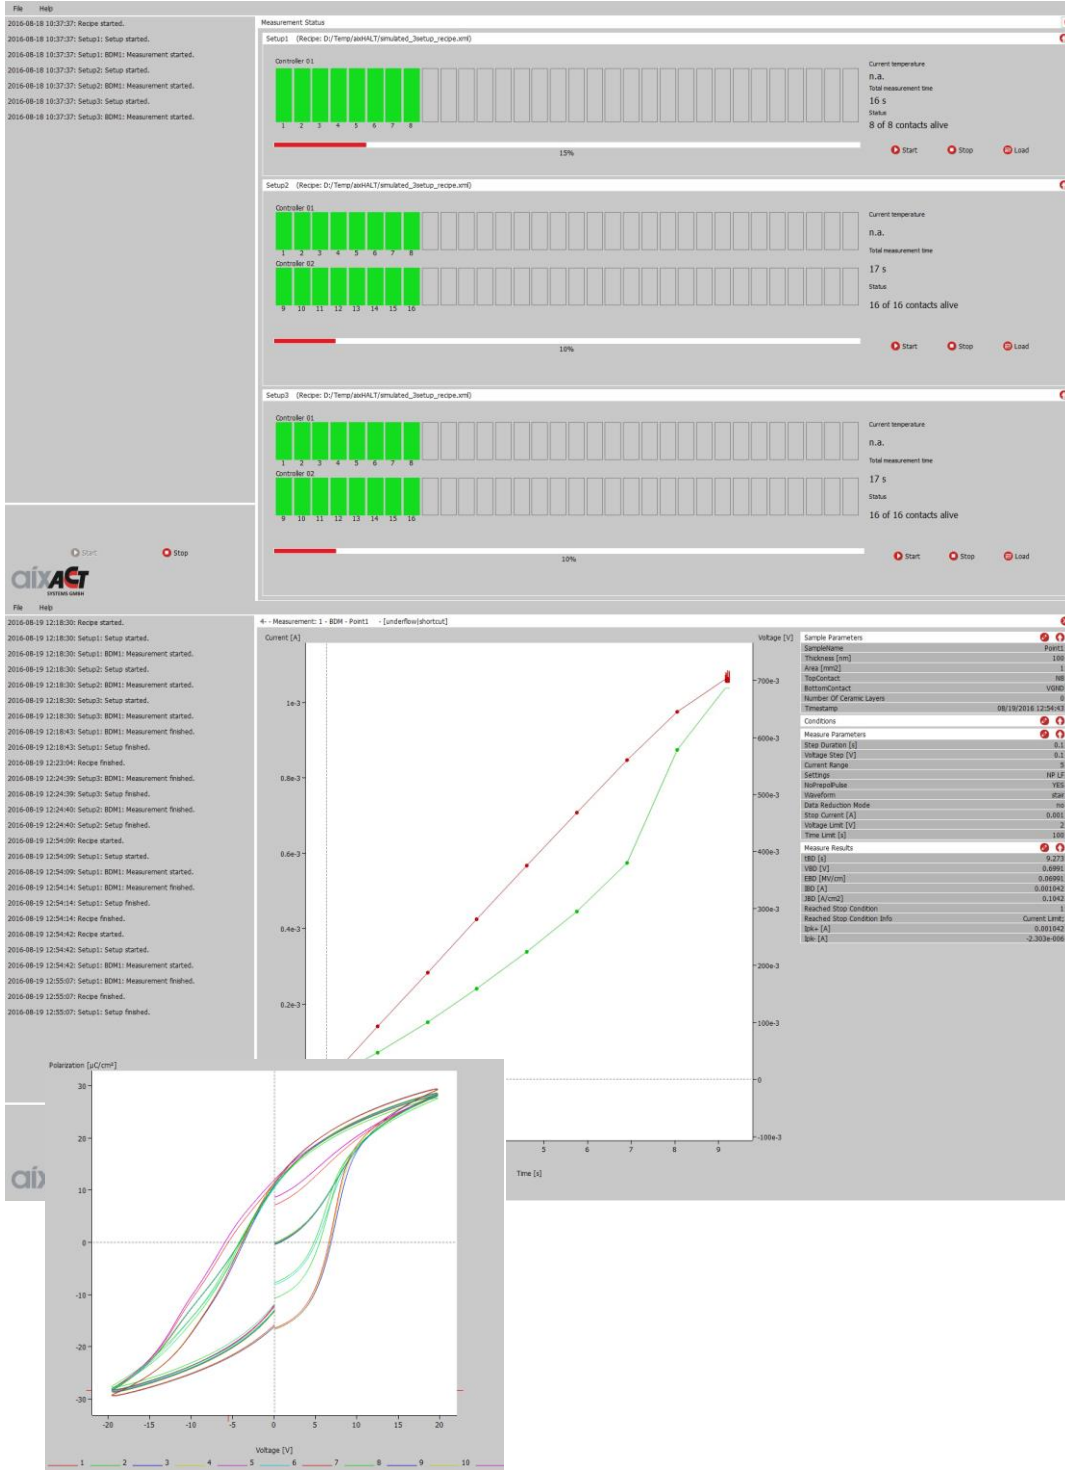 File Help
2016-08-18 10:37:37: Recipe started.
2016-08-18 10:37:37: Setup1: Setup started.
2016-08-18 10:37:37: Setup1: BDM1: Measurement started.
2016-08-18 10:37:37: Setup2: Setup started.
2016-08-18 10:37:37: Setup2: BDM1: Measurement started.
2016-08-18 10:37:37: Setup3: Setup started.
2016-08-18 10:37:37: Setup3: BDM1: Measurement started.
Start Stop
aixACT
SYSTEMS GMBH
Measurement Status
Setup1 (Recipe: D:/Temp/aixHALT/simulated_3setup_recipe.xml)
Controller 01
1 2 3 4 5 6 7 8
15%
Current temperature
n.a.
Total measurement time
16 s
Status
8 of 8 contacts alive
Start Stop Load
Setup2 (Recipe: D:/Temp/aixHALT/simulated_3setup_recipe.xml)
Controller 01
1 2 3 4 5 6 7 8
Controller 02
9 10 11 12 13 14 15 16
10%
Current temperature
n.a.
Total measurement time
17 s
Status
16 of 16 contacts alive
Start Stop Load
Setup3 (Recipe: D:/Temp/aixHALT/simulated_3setup_recipe.xml)
Controller 01
1 2 3 4 5 6 7 8
Controller 02
9 10 11 12 13 14 15 16
10%
Current temperature
n.a.
Total measurement time
17 s
Status
16 of 16 contacts alive
Start Stop Load
File Help
2016-08-19 12:18:30: Recipe started.
2016-08-19 12:18:30: Setup1: Setup started.
2016-08-19 12:18:30: Setup1: BDM1: Measurement started.
2016-08-19 12:18:30: Setup2: Setup started.
2016-08-19 12:18:30: Setup2: BDM1: Measurement started.
2016-08-19 12:18:30: Setup3: Setup started.
2016-08-19 12:18:30: Setup3: BDM1: Measurement started.
2016-08-19 12:18:43: Setup1: BDM1: Measurement finished.
2016-08-19 12:18:43: Setup1: Setup finished.
2016-08-19 12:23:04: Recipe finished.
2016-08-19 12:24:39: Setup3: BDM1: Measurement finished.
2016-08-19 12:24:39: Setup3: Setup finished.
2016-08-19 12:24:40: Setup2: BDM1: Measurement finished.
2016-08-19 12:24:40: Setup2: Setup finished.
2016-08-19 12:54:09: Recipe started.
2016-08-19 12:54:09: Setup1: Setup started.
2016-08-19 12:54:09: Setup1: BDM1: Measurement started.
2016-08-19 12:54:14: Setup1: BDM1: Measurement finished.
2016-08-19 12:54:14: Setup1: Setup finished.
2016-08-19 12:54:14: Recipe finished.
2016-08-19 12:54:42: Recipe started.
2016-08-19 12:54:42: Setup1: Setup started.
2016-08-19 12:54:42: Setup1: BDM1: Measurement started.
2016-08-19 12:55:07: Setup1: BDM1: Measurement finished.
2016-08-19 12:55:07: Recipe finished.
2016-08-19 12:55:07: Setup1: Setup finished.
aix
4- - Measurement: 1 - BDM - Point1 - [underflow|shortcut]
Current [A] Voltage [V]
1e-3
0.8e-3
0.6e-3
0.4e-3
0.2e-3
700e-3
600e-3
500e-3
400e-3
300e-3
200e-3
100e-3
0
-100e-3
5 6 7 8 9
Time [s]
Sample Parameters
SampleName Point1
Thickness [nm] 100
Area [mm2] 1
TopContact N8
BottomContact VGND
Number Of Ceramic Layers 0
Timestamp 08/19/2016 12:54:43
Conditions
Measure Parameters
Step Duration [s] 0.1
Voltage Step [V] 0.1
Current Range 5
Settings NP LF
NoPrepolPulse YES
Waveform stair
Data Reduction Mode no
Stop Current [A] 0.001
Voltage Limit [V] 2
Time Limit [s] 100
Measure Results
tBD [s] 9.273
VBD [V] 0.6991
EBD [MV/cm] 0.06991
IBD [A] 0.001042
JBD [A/cm2] 0.1042
Reached Stop Condition 1
Reached Stop Condition Info Current Limit;
Ipk+ [A] 0.001042
Ipk- [A] -2.303e-006
Polarization [µC/cm²]
30
20
10
0
-10
-20
-30
-20 -15 -10 -5 0 5 10 15 20
Voltage [V]
1 2 3 4 5 6 7 8 9 10